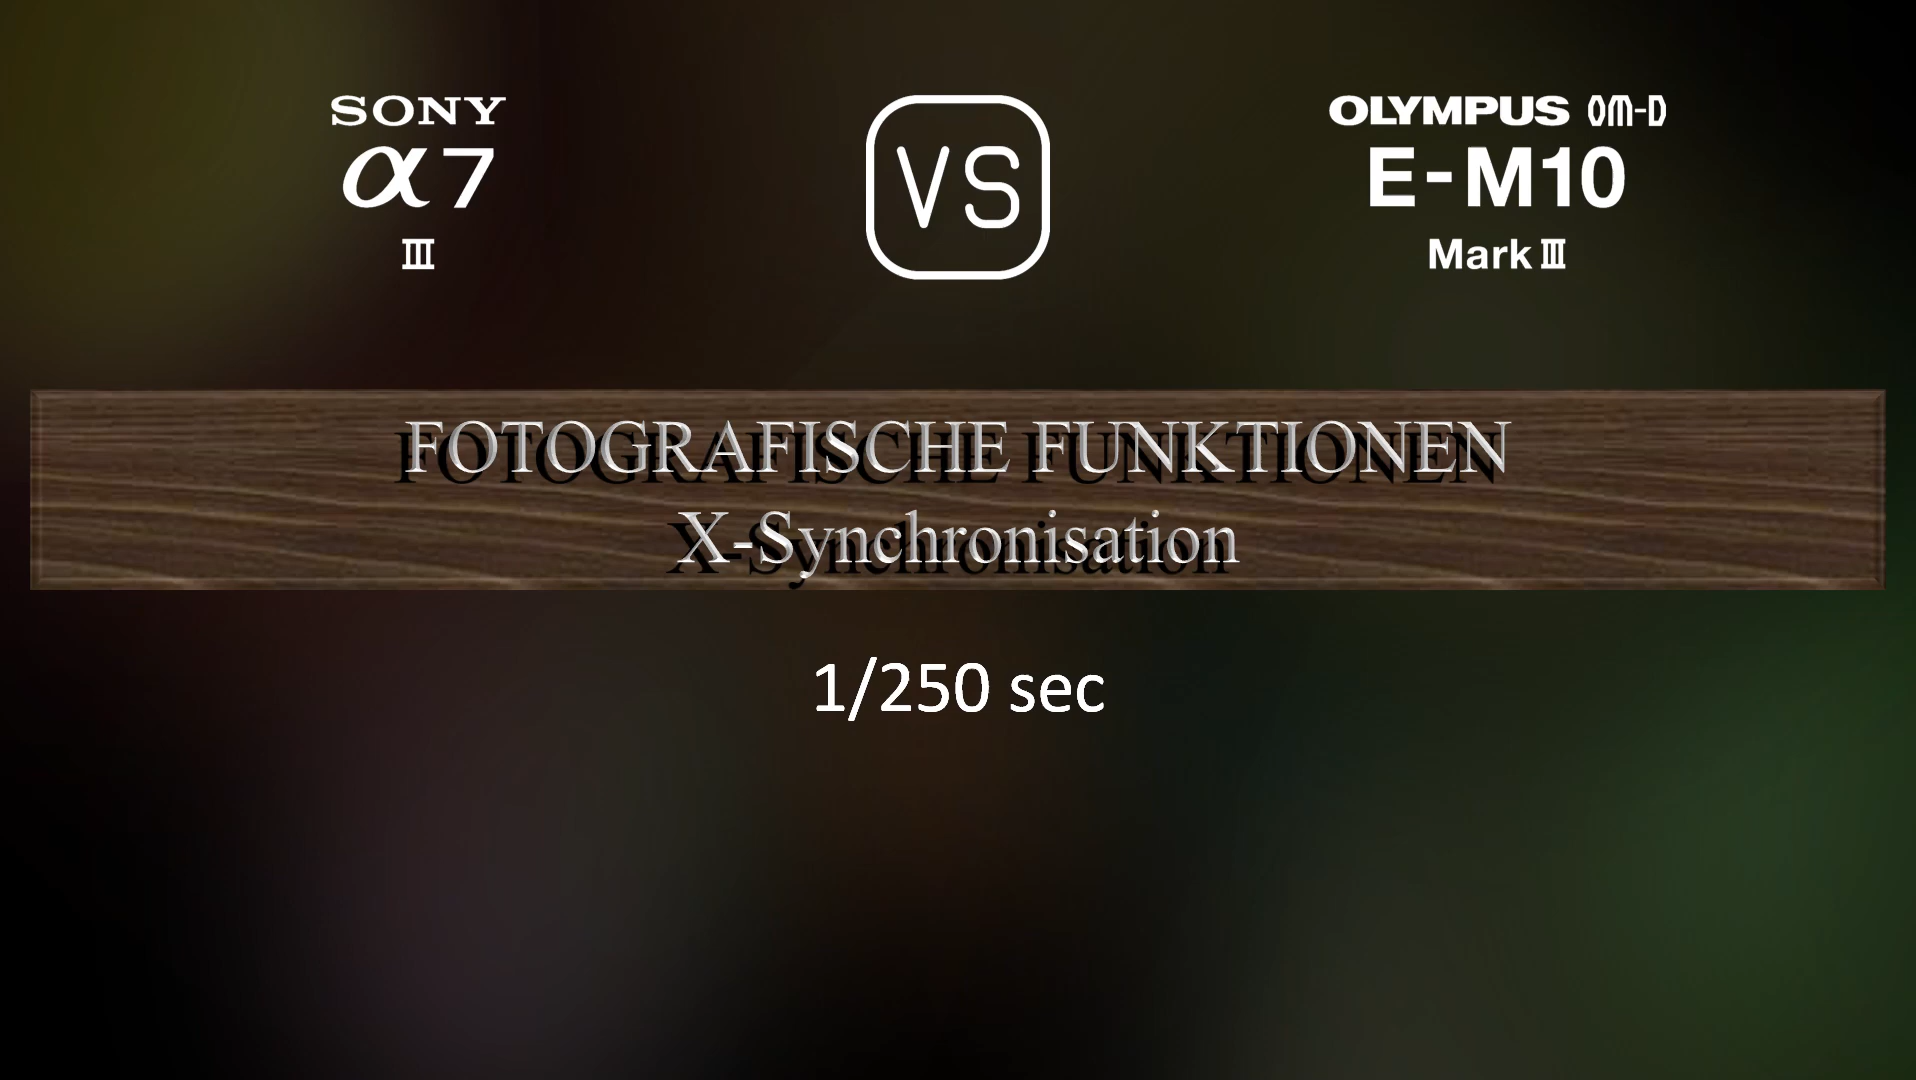 SONY
α7
III
VS
OLYMPUS OM-D
E-M10
Mark III
FOTOGRAFISCHE FUNKTIONEN
X-Synchronisation
1/250 sec